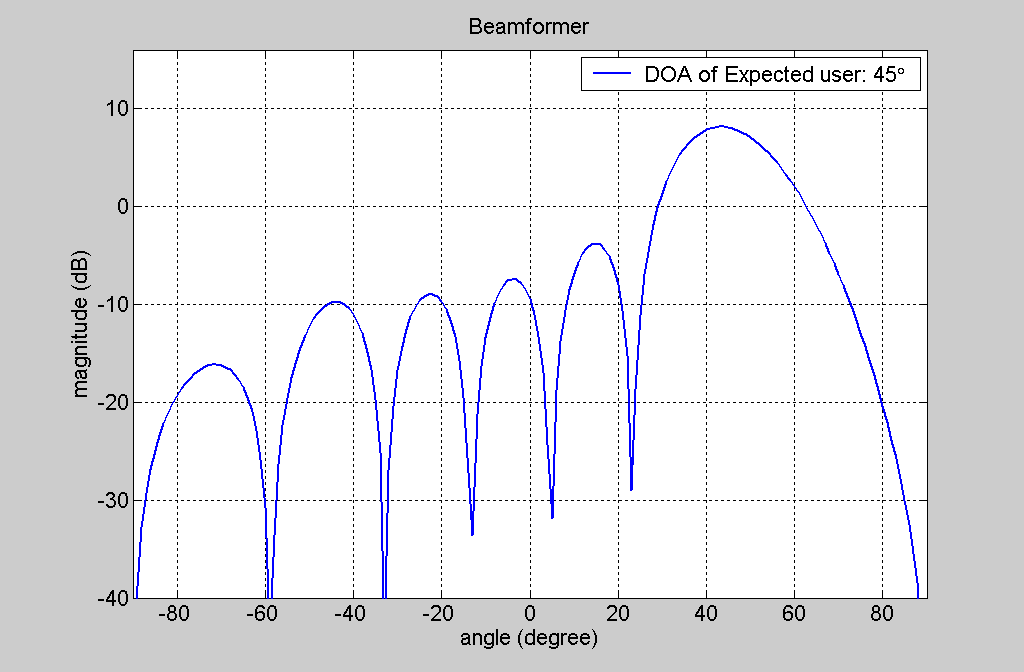 Beamformer
DOA of Expected user: 45°
magnitude (dB)
10
0
-10
-20
-30
-40
-80 -60 -40 -20 0 20 40 60 80
angle (degree)